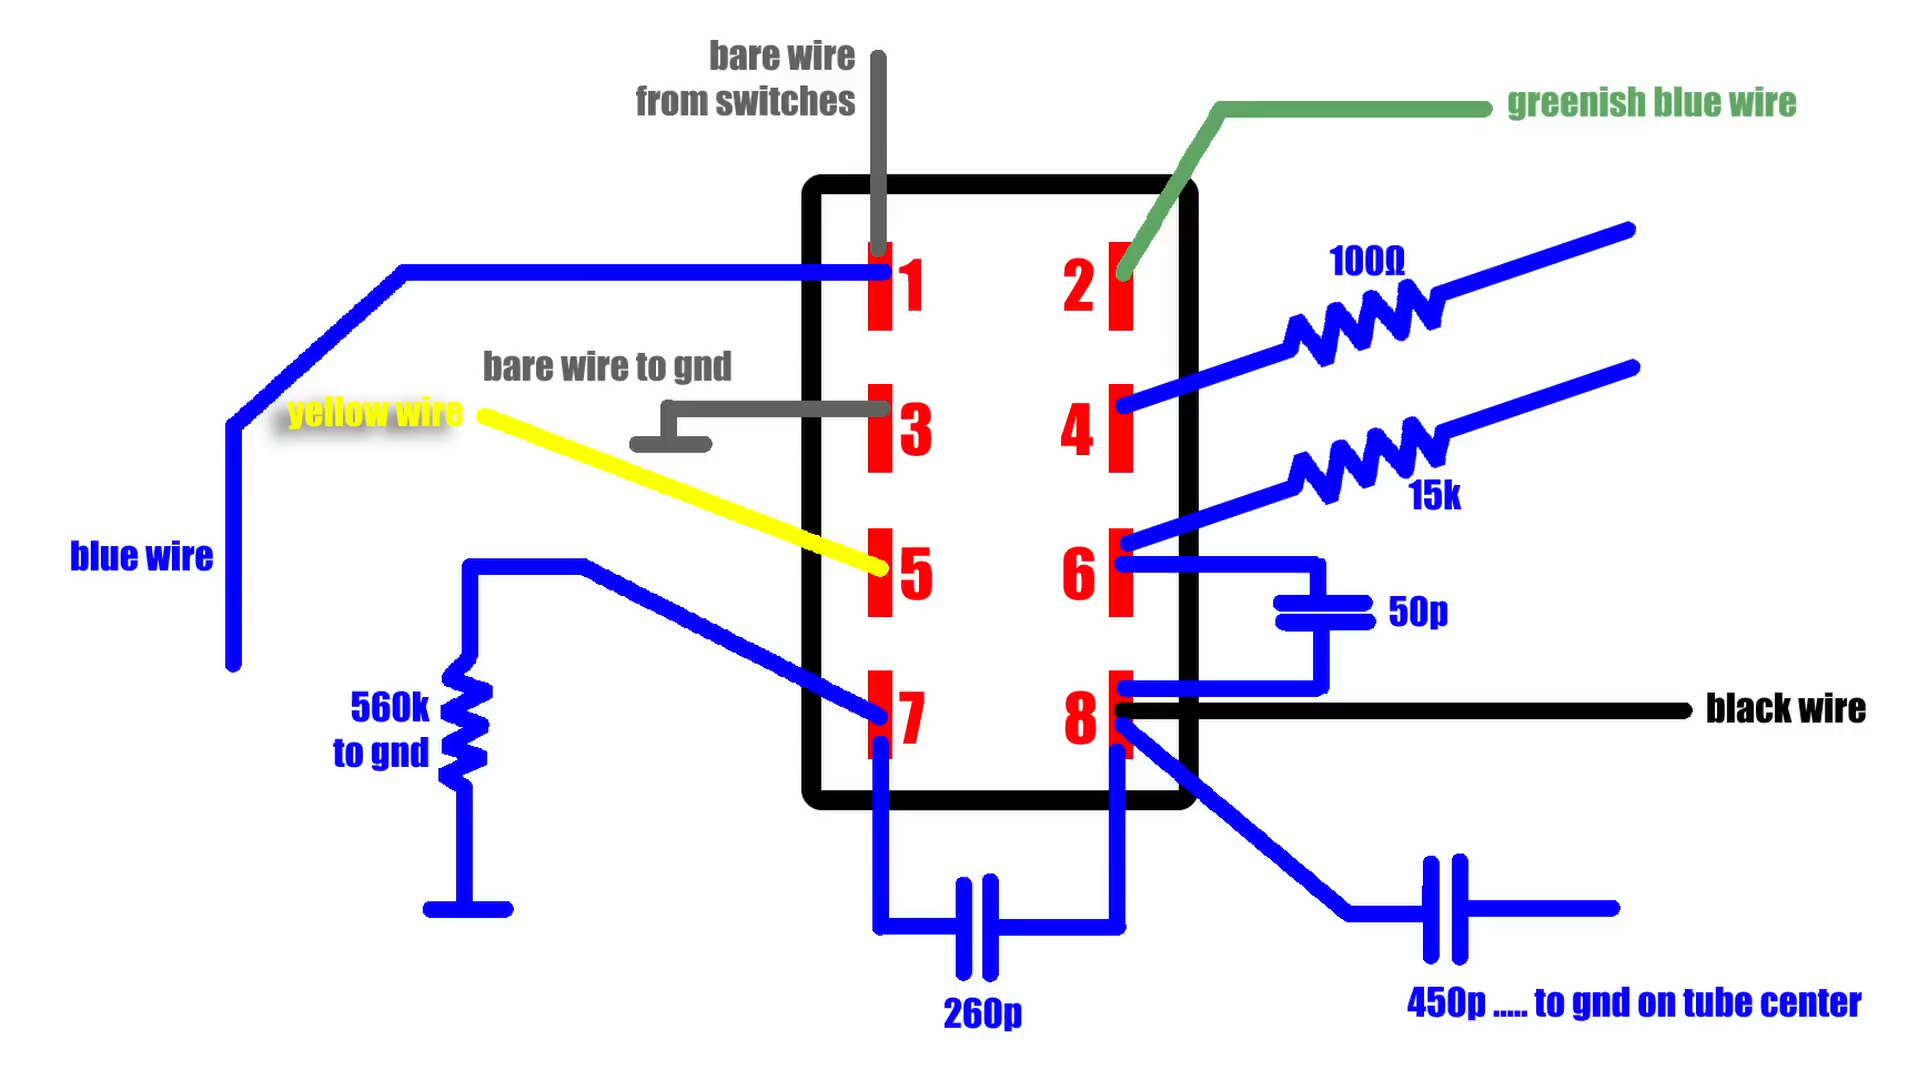 bare wire
from switches
greenish blue wire
1
2
100Ω
bare wire to gnd
yellow wire
3
4
15k
blue wire
5
6
50p
560k
to gnd
7
8
black wire
260p
450p ..... to gnd on tube center